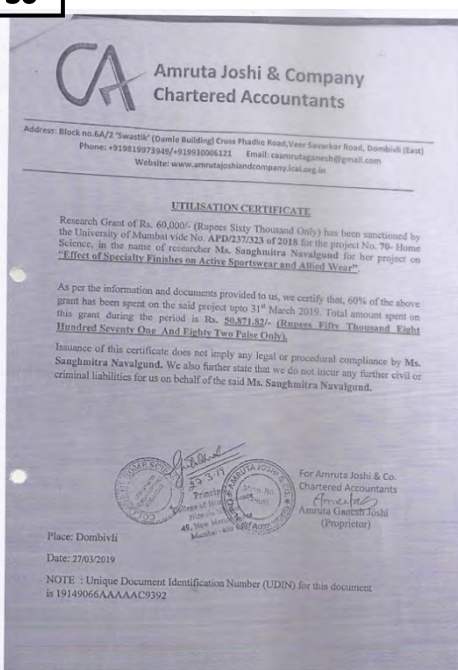 CA
Amruta Joshi & Company
Chartered Accountants
Address: Block no.6A/2 'Swastik' (Damle Building) Cross Phadke Road,Veer Savarkar Road, Dombivli (East)
Phone: +919819973949/+919930006121 Email: caamrutaganesh@gmail.com
Website: www.amrutajoshiandcompany.icai.org.in
UTILISATION CERTIFICATE
Research Grant of Rs. 60,000/- (Rupees Sixty Thousand Only) has been sanctioned by
the University of Mumbai vide No. APD/237/323 of 2018 for the project No. 70- Home
Science, in the name of researcher Ms. Sanghmitra Navalgund for her project on
"Effect of Specialty Finishes on Active Sportswear and Allied Wear".
As per the information and documents provided to us, we certify that, 60% of the above
grant has been spent on the said project upto 31st March 2019. Total amount spent on
this grant during the period is Rs. 50,871.82/- (Rupees Fifty Thousand Eight
Hundred Seventy One And Eighty Two Paise Only).
Issuance of this certificate does not imply any legal or procedural compliance by Ms.
Sanghmitra Navalgund. We also further state that we do not incur any further civil or
criminal liabilities for us on behalf of the said Ms. Sanghmitra Navalgund.
Principal
College of
49, New
Mumbai
AMRUTA JOSHI & CO.
For Amruta Joshi & Co.
Chartered Accountants
Amruta Ganesh Joshi
(Proprietor)
Place: Dombivli
Date: 27/03/2019
NOTE : Unique Document Identification Number (UDIN) for this document
is 19149066AAAAAC9392